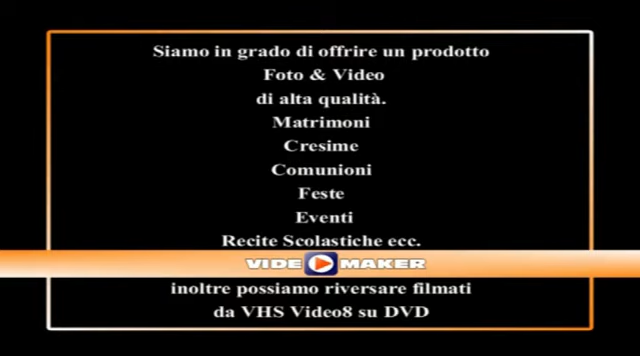 Siamo in grado di offrire un prodotto
Foto & Video
di alta qualità.
Matrimoni
Cresime
Comunioni
Feste
Eventi
Recite Scolastiche ecc.
VIDEOMAKER
inoltre possiamo riversare filmati
da VHS Video8 su DVD